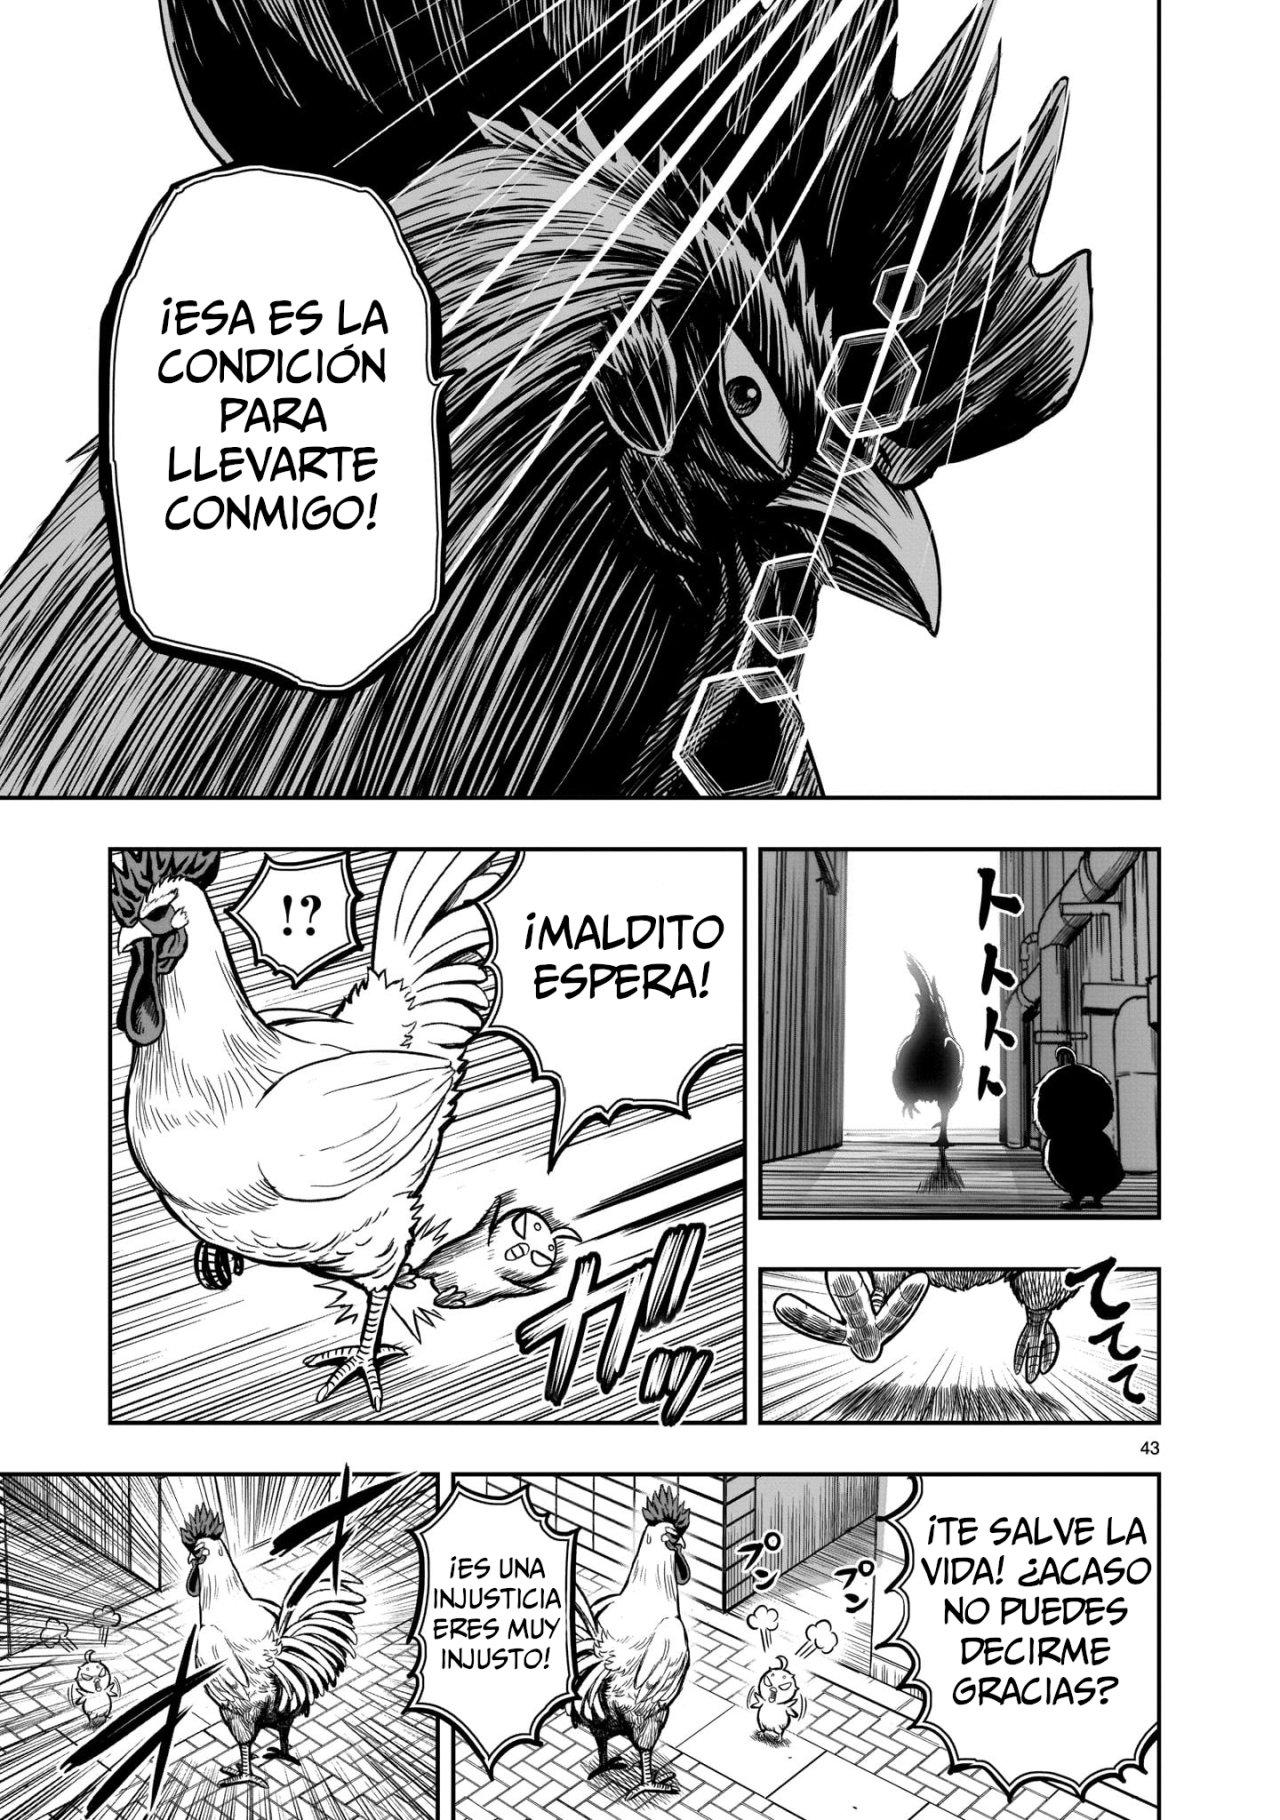 ¡ESA ES LA
CONDICIÓN
PARA
LLEVARTE
CONMIGO!
トトトト
¡MALDITO
ESPERA!
!?
ててて
ガッ
43
¡TE SALVE LA
VIDA! ¿ACASO
NO PUEDES
DECIRME
GRACIAS?
プンプン
¡ES UNA
INJUSTICIA
ERES MUY
INJUSTO!